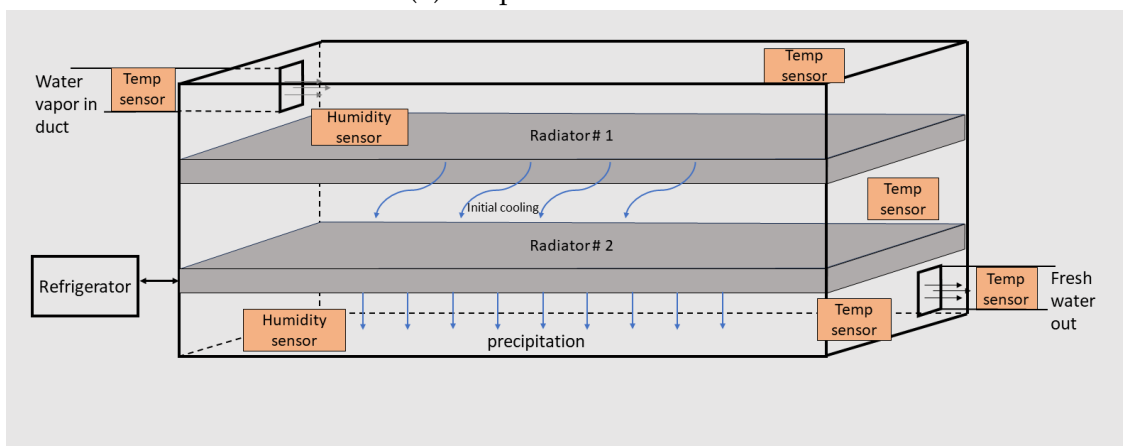 Water
vapor in
duct
Temp
sensor
Temp
sensor
Humidity
sensor
Radiator # 1
Initial cooling
Temp
sensor
Radiator # 2
Refrigerator
Temp
sensor
Fresh
water
out
Humidity
sensor
Temp
sensor
precipitation